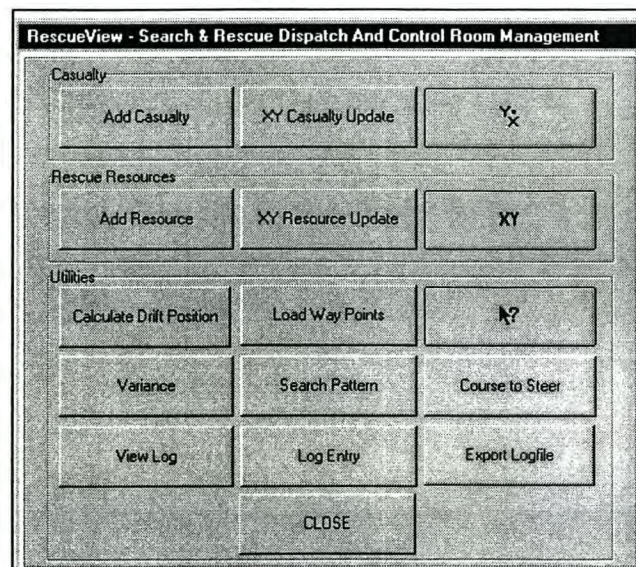 RescueView - Search & Rescue Dispatch And Control Room Management
Casualty
Add Casualty XY Casualty Update Y X
Rescue Resources
Add Resource XY Resource Update XY
Utilities
Calculate Drift Position Load Way Points ?
Variance Search Pattern Course to Steer
View Log Log Entry Export Logfile
CLOSE